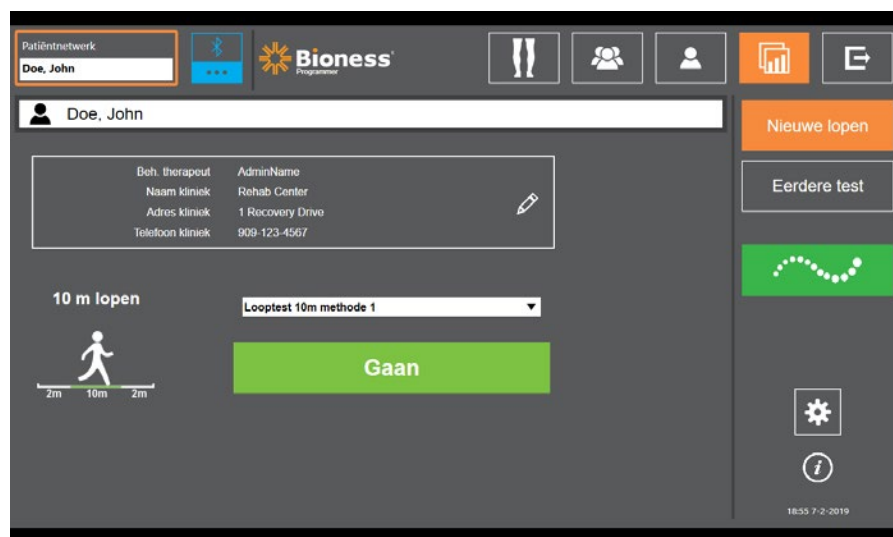 Patiëntnetwerk
Doe, John
Bioness
Programmer
Doe, John
Nieuwe lopen
Beh. therapeut AdminName
Naam kliniek Rehab Center
Adres kliniek 1 Recovery Drive
Telefoon kliniek 909-123-4567
Eerdere test
10 m lopen
Looptest 10m methode 1
Gaan
2m 10m 2m
i
18:55 7-2-2019